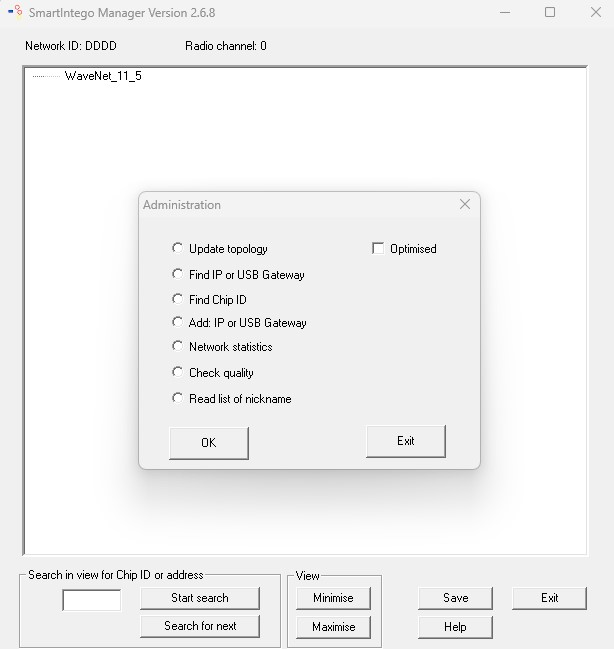 SmartIntego Manager Version 2.6.8
Network ID: DDDD Radio channel: 0
WaveNet_11_5
Administration
Update topology Optimised
Find IP or USB Gateway
Find Chip ID
Add: IP or USB Gateway
Network statistics
Check quality
Read list of nickname
OK Exit
Search in view for Chip ID or address View
Start search Minimise Save Exit
Search for next Maximise Help